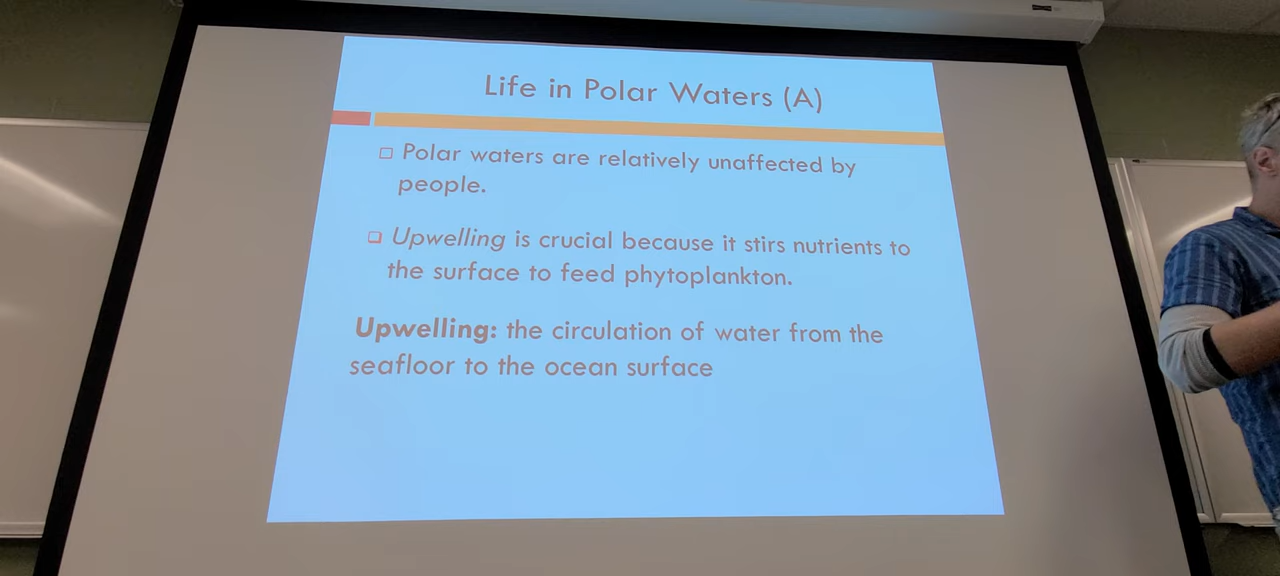 Life in Polar Waters (A)
Polar waters are relatively unaffected by
people.
Upwelling is crucial because it stirs nutrients to
the surface to feed phytoplankton.
Upwelling: the circulation of water from the
seafloor to the ocean surface